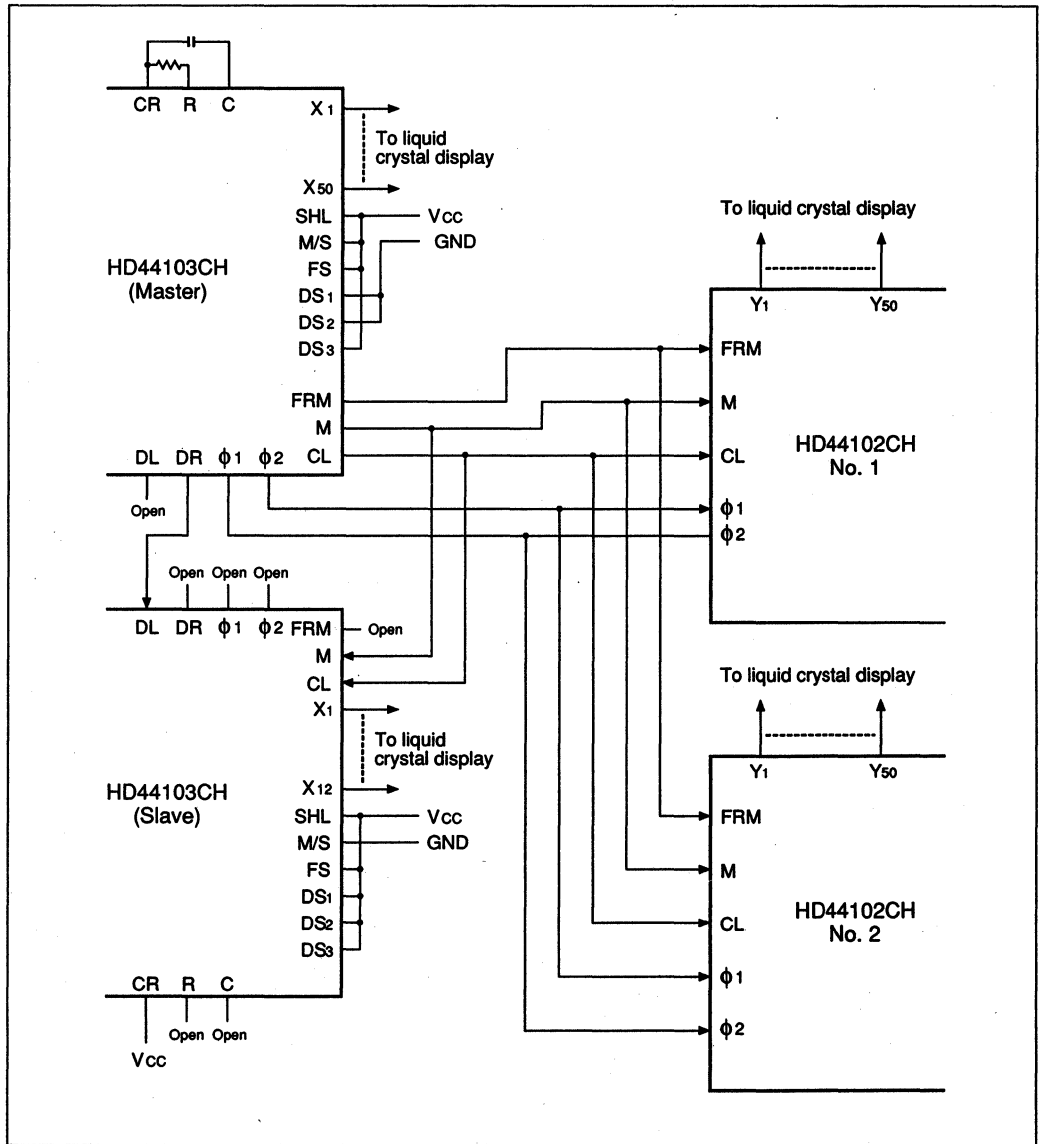 CR R C
X1
To liquid
crystal display
X50
SHL
Vcc
M/S
GND
FS
HD44103CH
(Master)
DS1
DS2
DS3
FRM
M
CL
DL DR ϕ1 ϕ2
Open
Open Open Open
DL DR ϕ1 ϕ2
FRM
Open
M
CL
X1
To liquid
crystal display
X12
HD44103CH
(Slave)
SHL
Vcc
M/S
GND
FS
DS1
DS2
DS3
CR R C
Open Open
Vcc
To liquid crystal display
Y1 Y50
FRM
M
HD44102CH
No. 1
CL
ϕ1
ϕ2
To liquid crystal display
Y1 Y50
FRM
M
HD44102CH
No. 2
CL
ϕ1
ϕ2